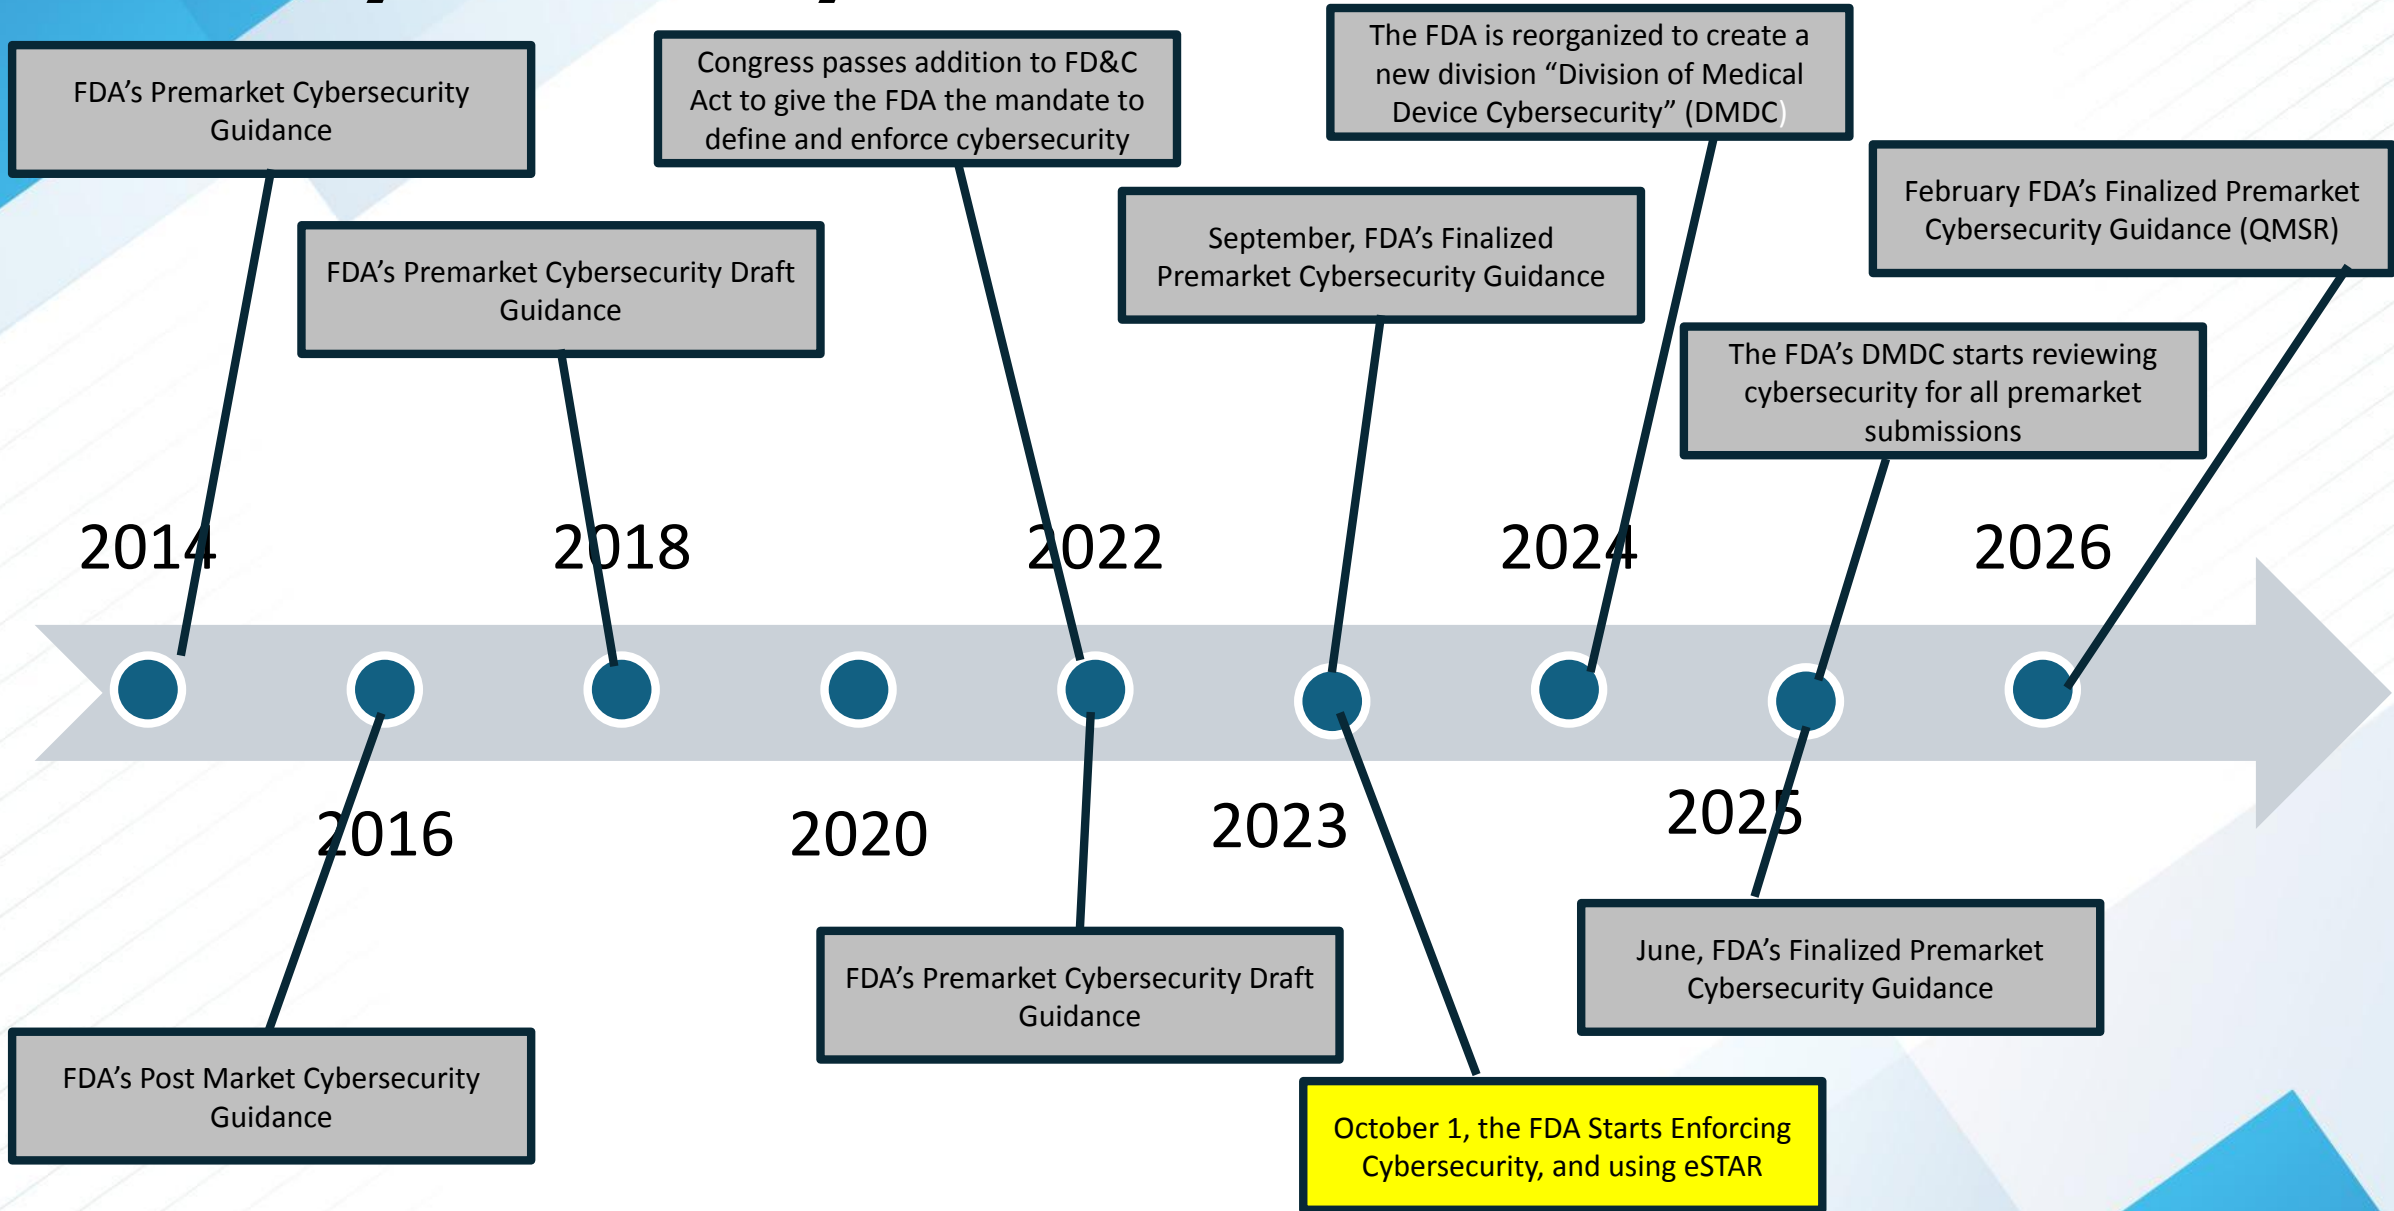 FDA’s Premarket Cybersecurity
Guidance
Congress passes addition to FD&C
Act to give the FDA the mandate to
define and enforce cybersecurity
The FDA is reorganized to create a
new division “Division of Medical
Device Cybersecurity” (DMDC)
February FDA’s Finalized Premarket
Cybersecurity Guidance (QMSR)
September, FDA’s Finalized
Premarket Cybersecurity Guidance
FDA’s Premarket Cybersecurity Draft
Guidance
The FDA’s DMDC starts reviewing
cybersecurity for all premarket
submissions
2014
2018
2022
2024
2026
2016
2020
2023
2025
FDA’s Premarket Cybersecurity Draft
Guidance
June, FDA’s Finalized Premarket
Cybersecurity Guidance
FDA’s Post Market Cybersecurity
Guidance
October 1, the FDA Starts Enforcing
Cybersecurity, and using eSTAR